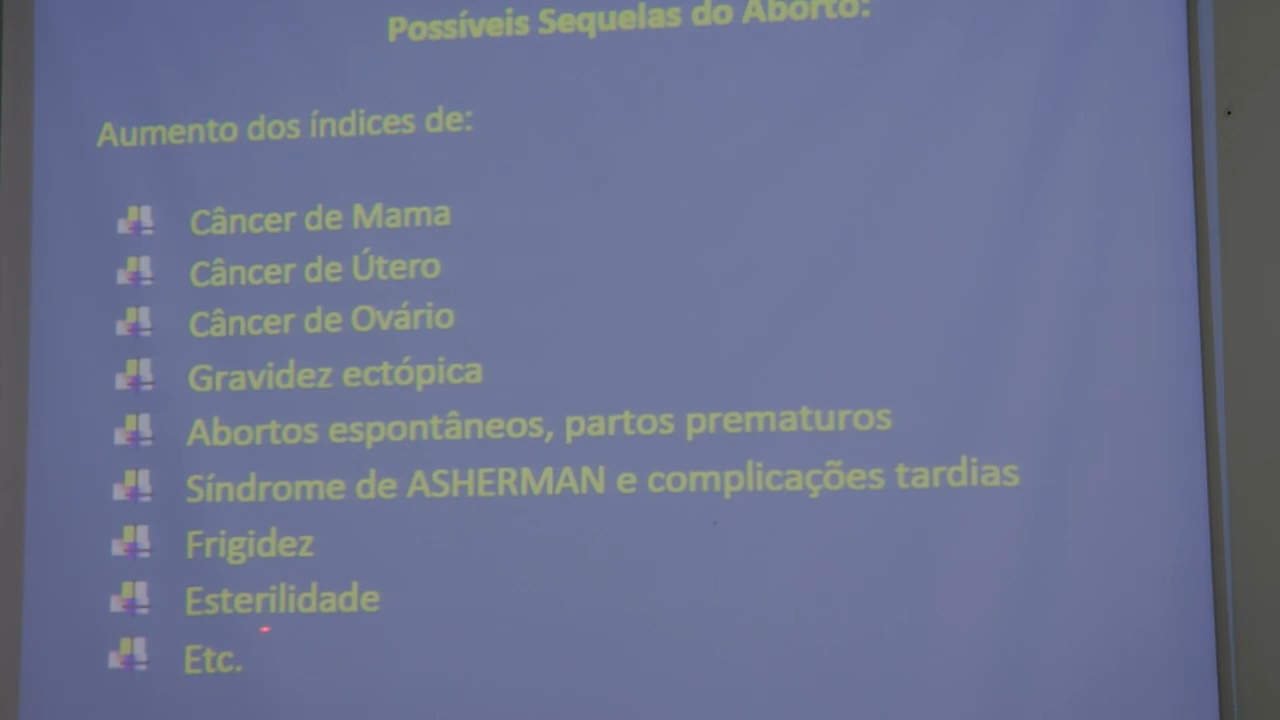 Possíveis Sequelas do Aborto:
Aumento dos índices de:
Câncer de Mama
Câncer de Útero
Câncer de Ovário
Gravidez ectópica
Abortos espontâneos, partos prematuros
Síndrome de ASHERMAN e complicações tardias
Frigidez
Esterilidade
Etc.